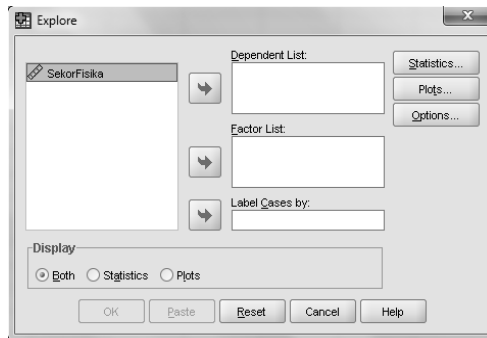 Explore
SekorFisika
Dependent List:
Factor List:
Label Cases by:
Statistics...
Plots...
Options...
Display
Both Statistics Plots
OK Paste Reset Cancel Help